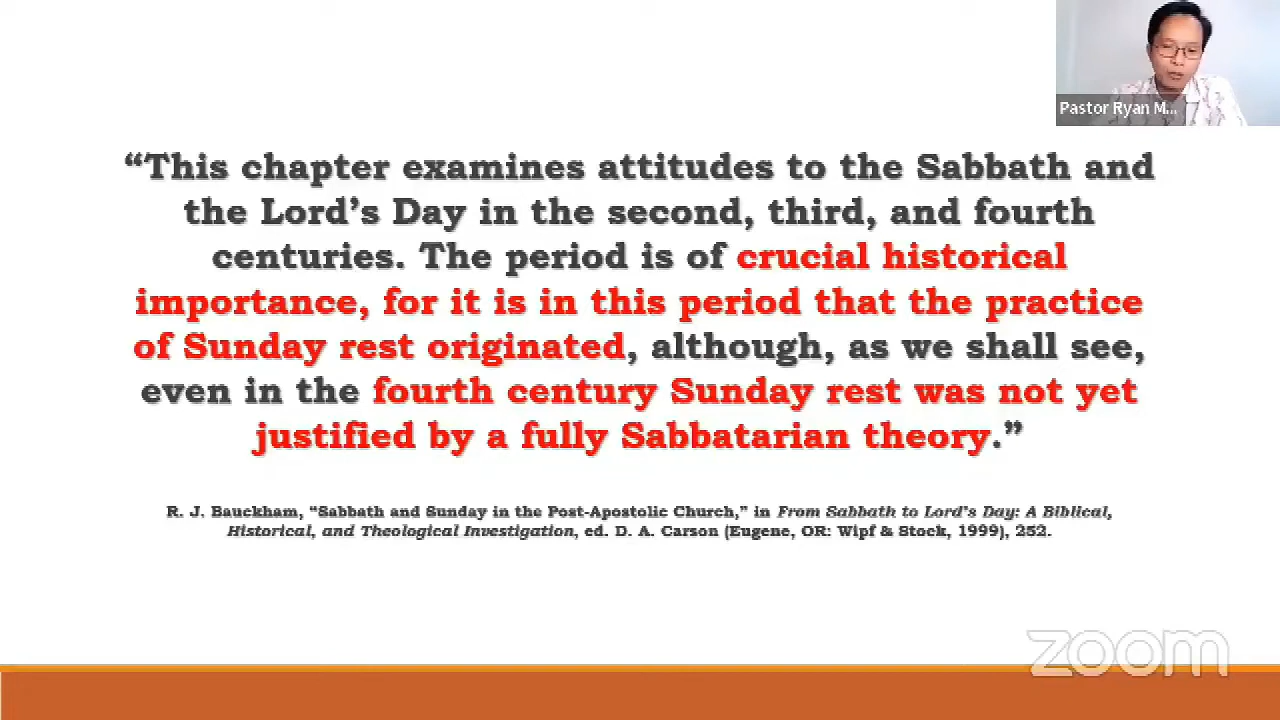 Pastor Ryan M...
“This chapter examines attitudes to the Sabbath and
the Lord’s Day in the second, third, and fourth
centuries. The period is of crucial historical
importance, for it is in this period that the practice
of Sunday rest originated, although, as we shall see,
even in the fourth century Sunday rest was not yet
justified by a fully Sabbatarian theory.”
R. J. Bauckham, “Sabbath and Sunday in the Post-Apostolic Church,” in From Sabbath to Lord’s Day: A Biblical,
Historical, and Theological Investigation, ed. D. A. Carson (Eugene, OR: Wipf & Stock, 1999), 252.
zoom